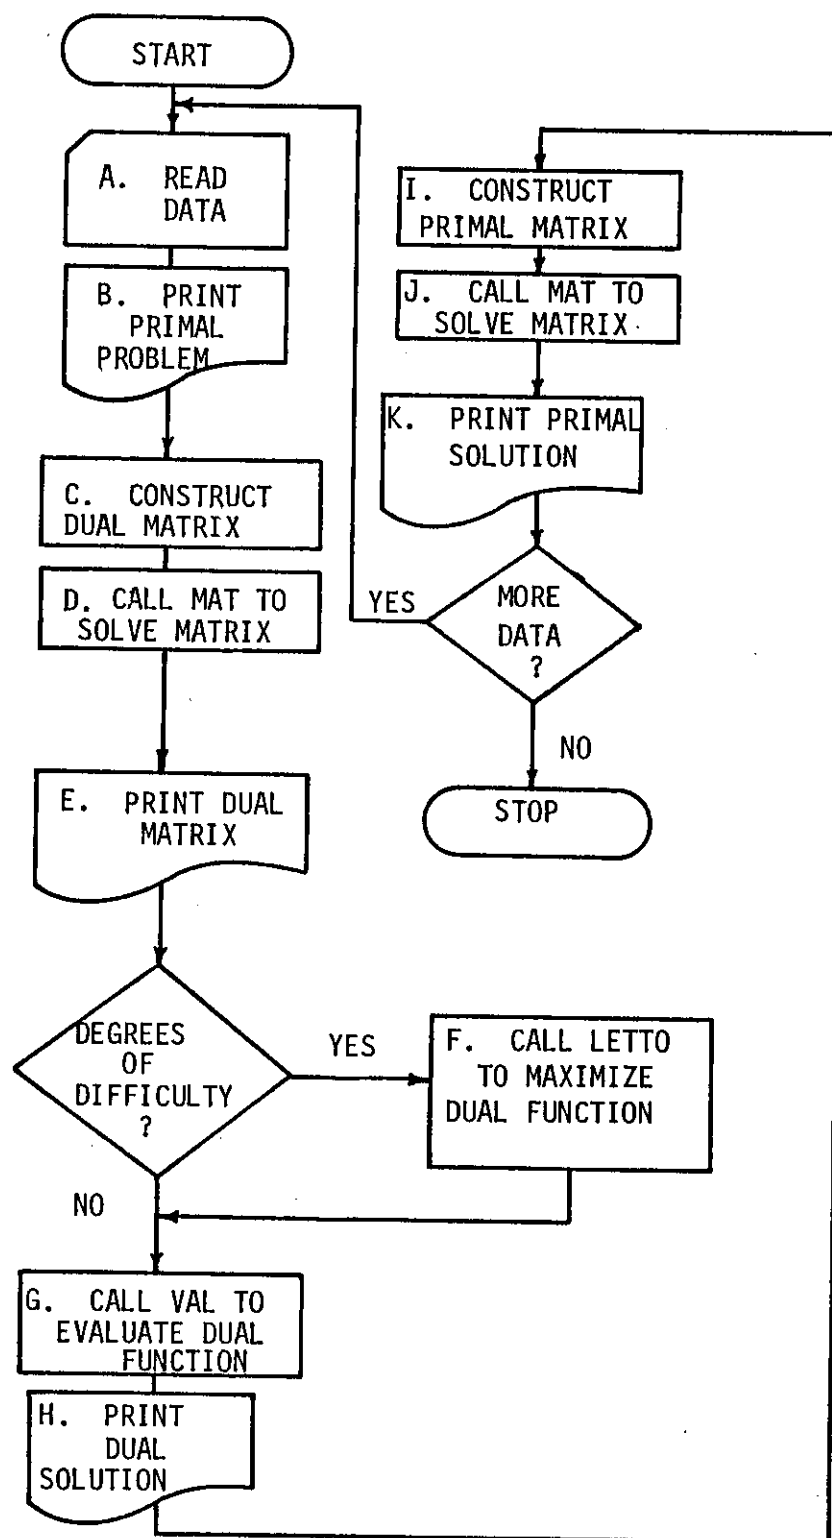 START
A. READ
DATA
B. PRINT
PRIMAL
PROBLEM
C. CONSTRUCT
DUAL MATRIX
D. CALL MAT TO
SOLVE MATRIX
E. PRINT DUAL
MATRIX
DEGREES
OF
DIFFICULTY
?
YES
F. CALL LETTO
TO MAXIMIZE
DUAL FUNCTION
NO
G. CALL VAL TO
EVALUATE DUAL
FUNCTION
H. PRINT
DUAL
SOLUTION
I. CONSTRUCT
PRIMAL MATRIX
J. CALL MAT TO
SOLVE MATRIX
K. PRINT PRIMAL
SOLUTION
MORE
DATA
?
YES
NO
STOP